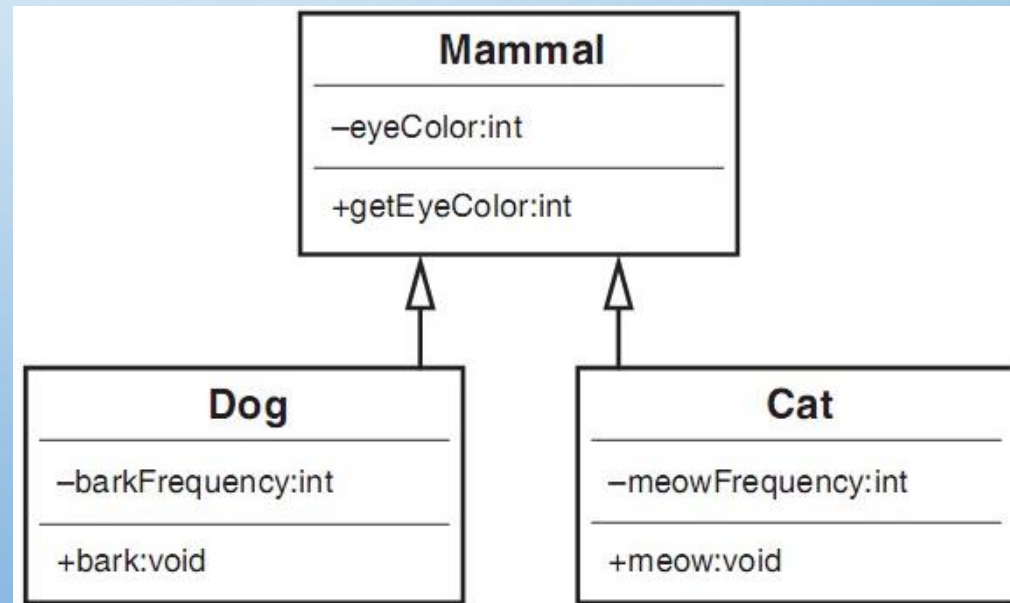 Mammal
–eyeColor:int
+getEyeColor:int
Dog
–barkFrequency:int
+bark:void
Cat
–meowFrequency:int
+meow:void